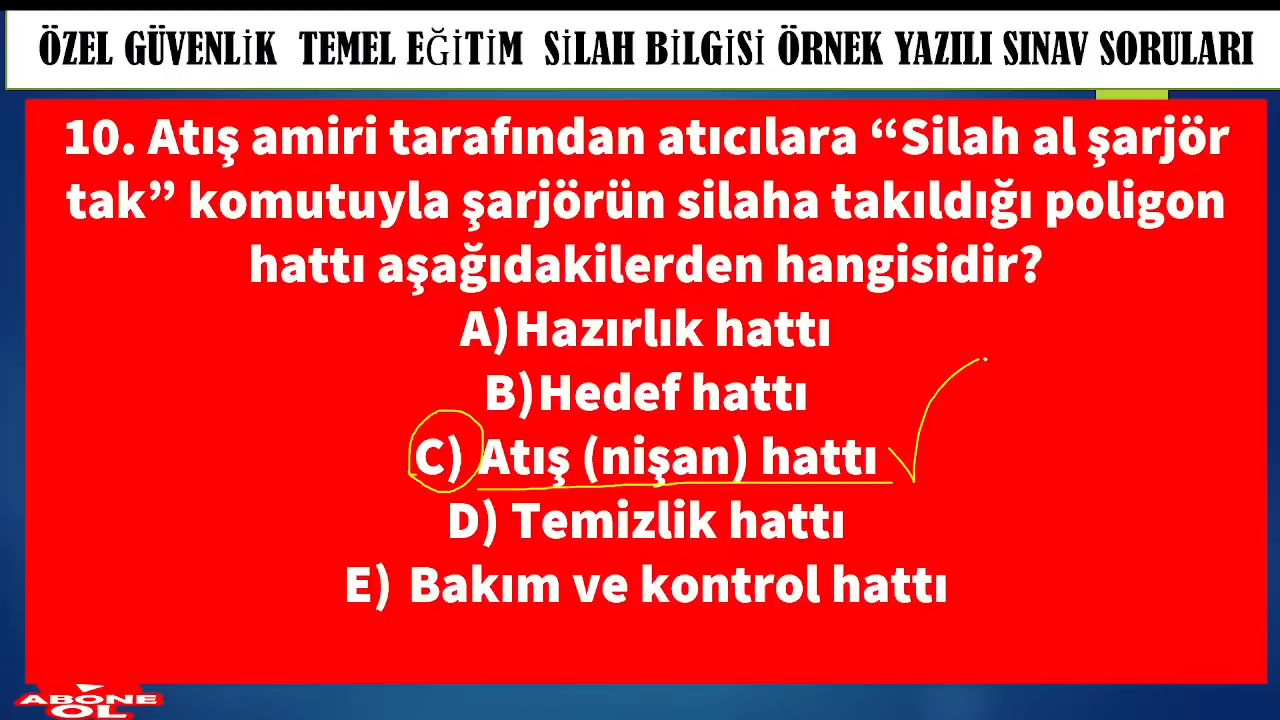 ÖZEL GÜVENLİK TEMEL EĞİTİM SİLAH BİLGİSİ ÖRNEK YAZILI SINAV SORULARI
10. Atış amiri tarafından atıcılara “Silah al şarjör
tak” komutuyla şarjörün silaha takıldığı poligon
hattı aşağıdakilerden hangisidir?
A)Hazırlık hattı
B)Hedef hattı
C) Atış (nişan) hattı
D) Temizlik hattı
E) Bakım ve kontrol hattı
ABONE
OL